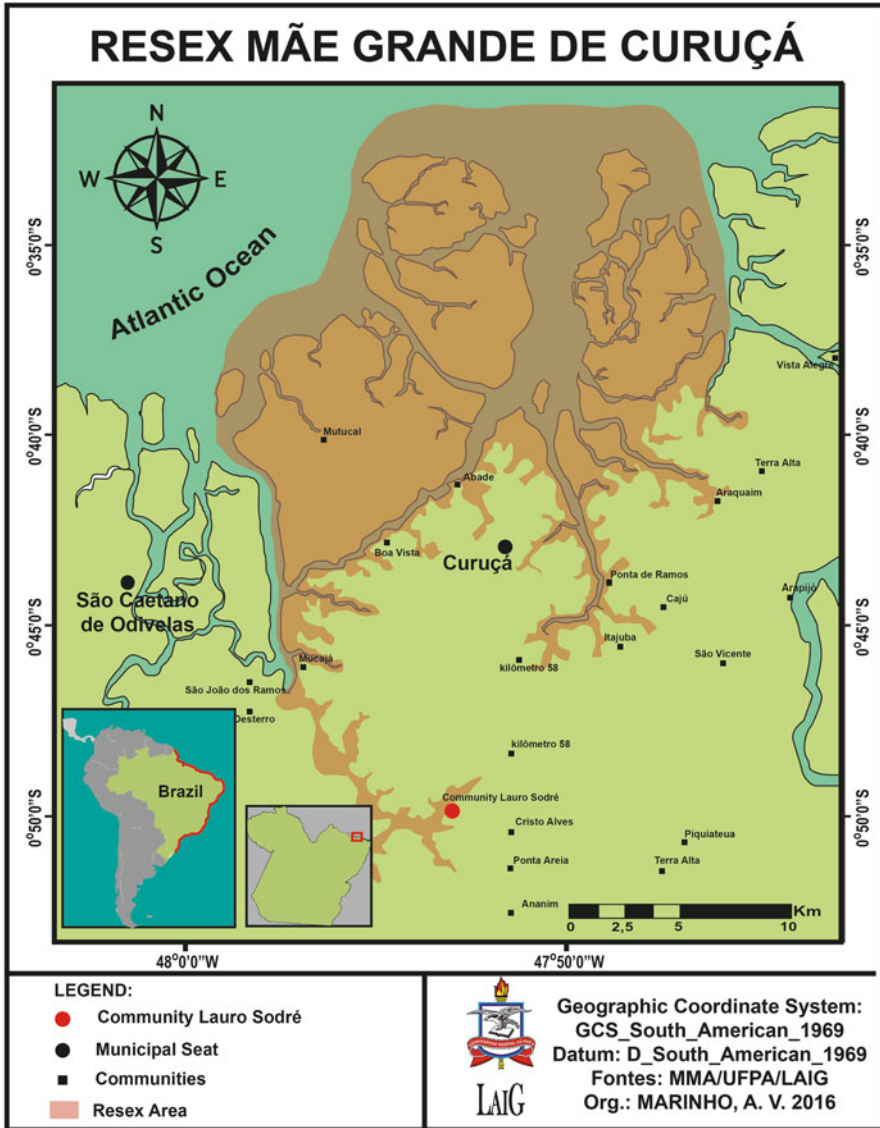 RESEX MÃE GRANDE DE CURUÇÁ
N
W E
S
Atlantic Ocean
0°35'0"S
0°40'0"S
0°45'0"S
0°50'0"S
0°35'0"S
0°40'0"S
0°45'0"S
0°50'0"S
Vista Alegre
Mutucal
Terra Alta
Abade
Araquaim
Boa Vista
Curuçá
Ponta de Ramos
Arapijó
Cajú
São Caetano
de Odivelas
Itajuba
São Vicente
Mucajá
kilômetro 58
São João dos Ramos
Desterro
kilômetro 58
Brazil
Community Lauro Sodré
Cristo Alves
Piquiateua
Ponta Areia
Terra Alta
Ananim
Km
0 2,5 5 10
48°0'0"W
47°50'0"W
LEGEND:
Community Lauro Sodré
Municipal Seat
Communities
Resex Area
LAIG
Geographic Coordinate System:
GCS_South_American_1969
Datum: D_South_American_1969
Fontes: MMA/UFPA/LAIG
Org.: MARINHO, A. V. 2016